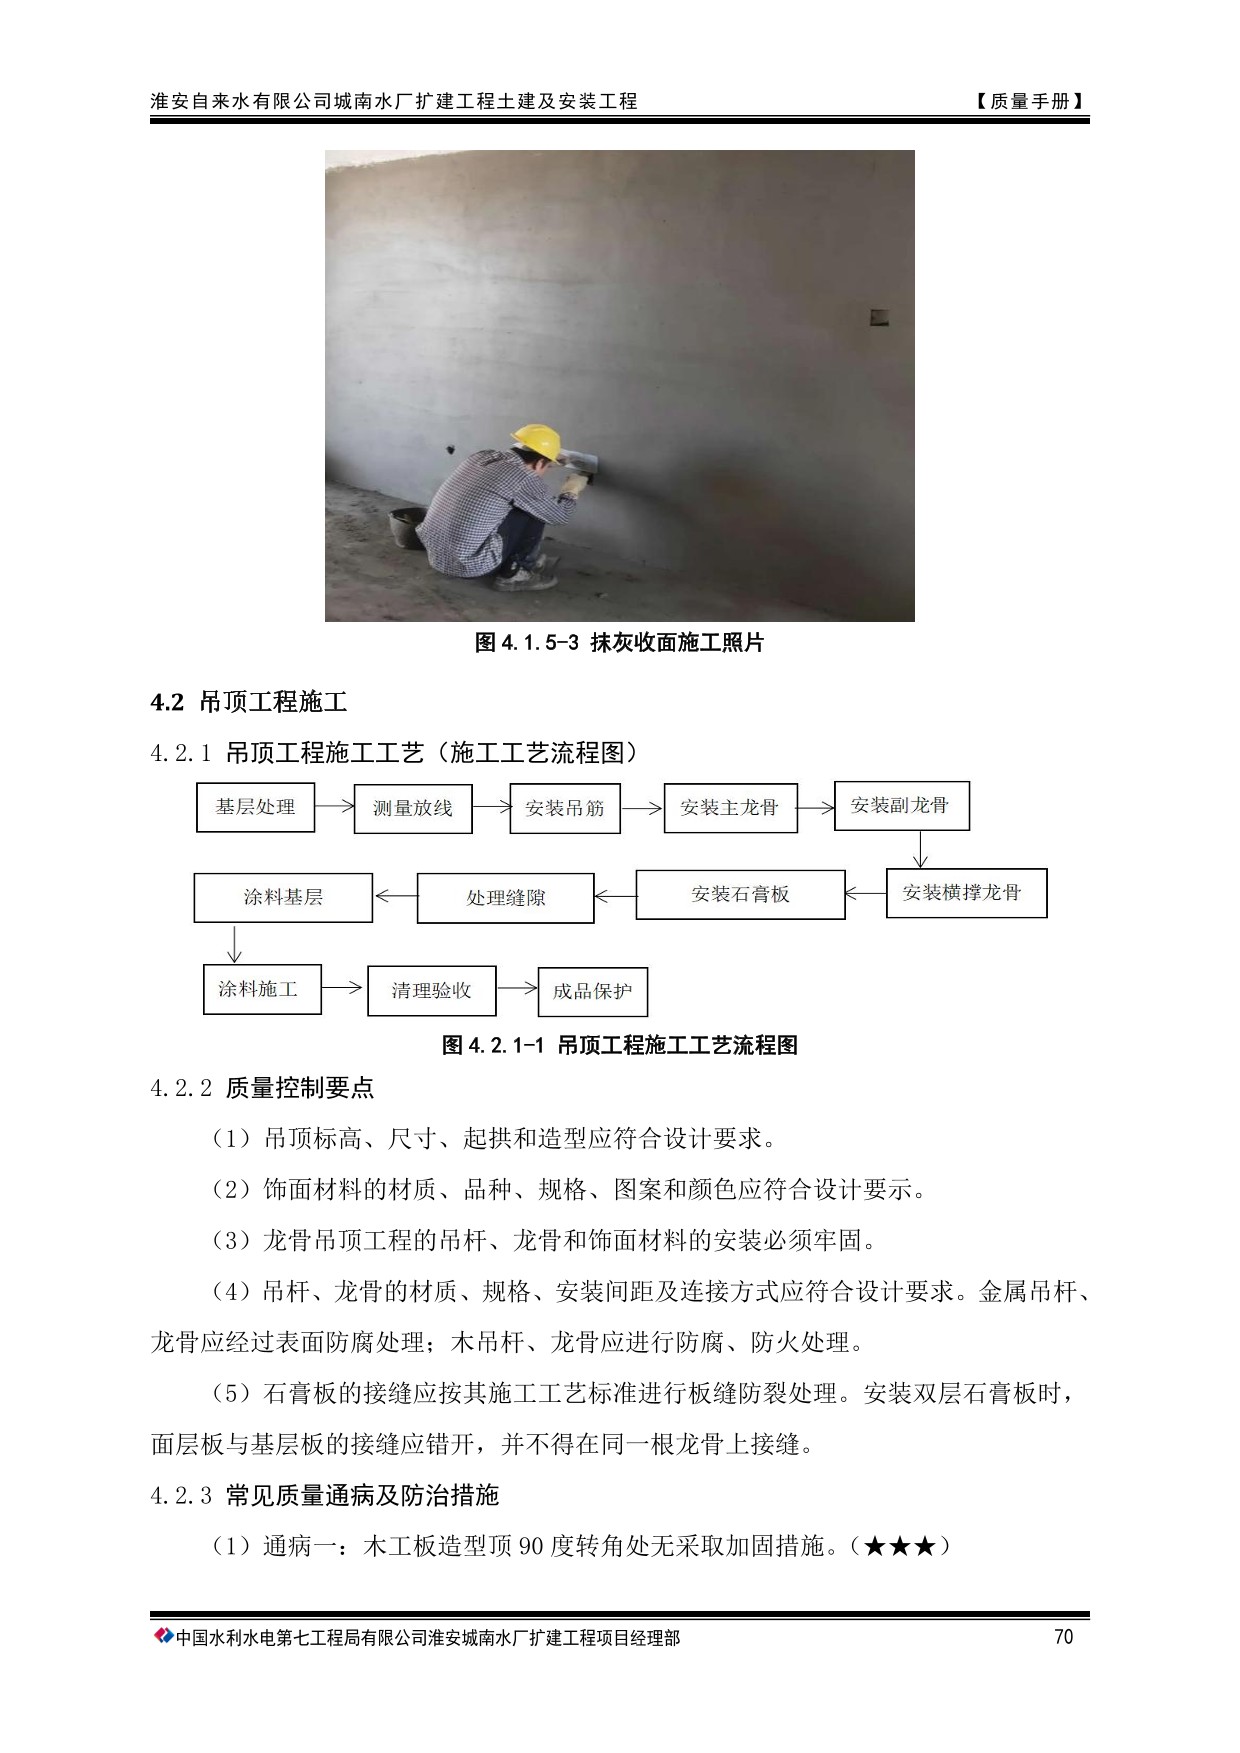 淮安自来水有限公司城南水厂扩建工程土建及安装工程 【质量手册】
图4.1.5-3 抹灰收面施工照片
4.2 吊顶工程施工
4.2.1 吊顶工程施工工艺（施工工艺流程图）
基层处理 测量放线 安装吊筋 安装主龙骨 安装副龙骨
涂料基层 处理缝隙 安装石膏板 安装横撑龙骨
涂料施工 清理验收 成品保护
图4.2.1-1 吊顶工程施工工艺流程图
4.2.2 质量控制要点
（1）吊顶标高、尺寸、起拱和造型应符合设计要求。
（2）饰面材料的材质、品种、规格、图案和颜色应符合设计要示。
（3）龙骨吊顶工程的吊杆、龙骨和饰面材料的安装必须牢固。
（4）吊杆、龙骨的材质、规格、安装间距及连接方式应符合设计要求。金属吊杆、
龙骨应经过表面防腐处理；木吊杆、龙骨应进行防腐、防火处理。
（5）石膏板的接缝应按其施工工艺标准进行板缝防裂处理。安装双层石膏板时，
面层板与基层板的接缝应错开，并不得在同一根龙骨上接缝。
4.2.3 常见质量通病及防治措施
（1）通病一：木工板造型顶90度转角处无采取加固措施。（★★★）
中国水利水电第七工程局有限公司淮安城南水厂扩建工程项目经理部 70